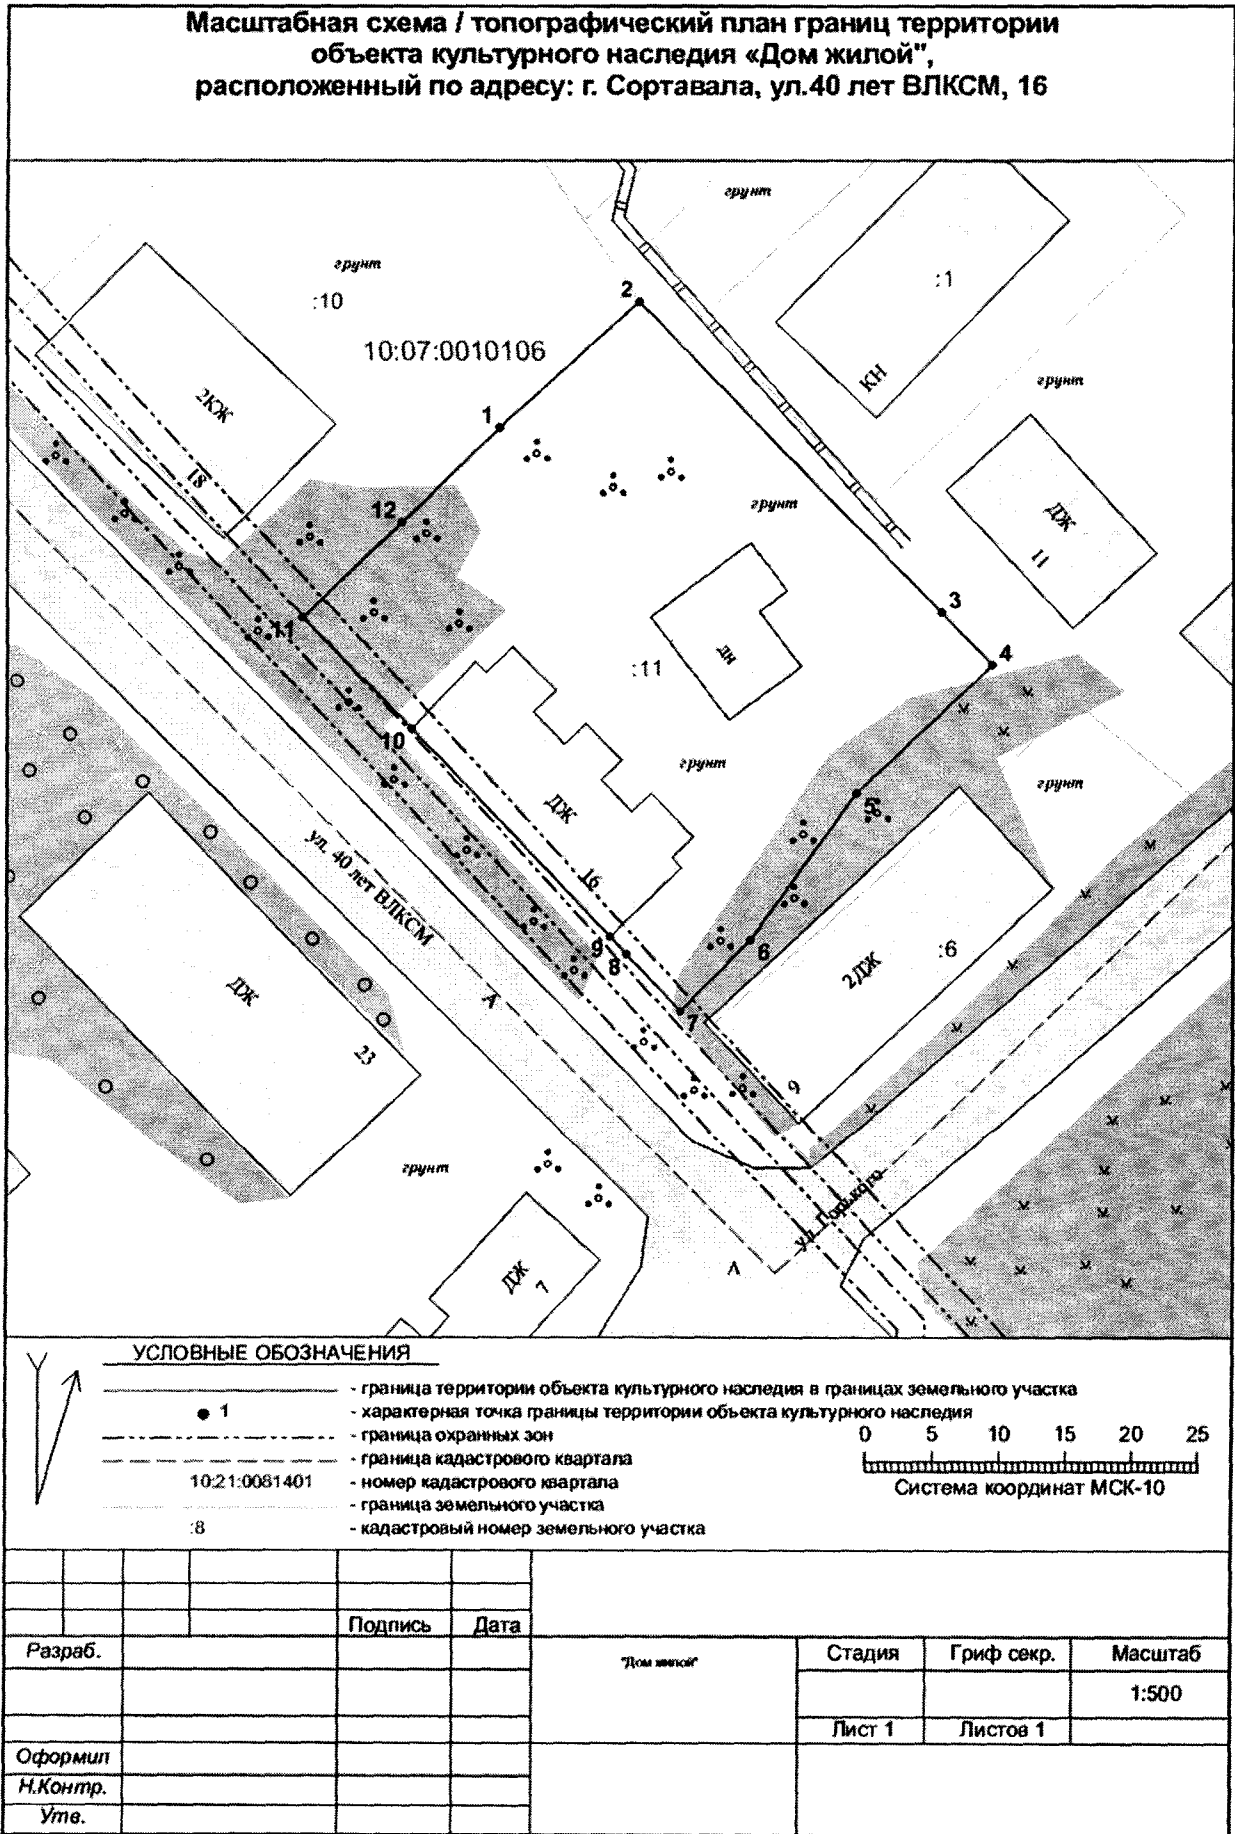 Масштабная схема / топографический план границ территории
объекта культурного наследия «Дом жилой",
расположенный по адресу: г. Сортавала, ул.40 лет ВЛКСМ, 16
грунт
:1
грунт
:10
2
10:07:0010106
КН
грунт
2КЖ
18
1
12
грунт
ДЖ
11
11
3
4
:11
ДН
10
грунт
грунт
ДЖ
16
5
ул. 40 лет ВЛКСМ
9
8
6
2ДЖ
:6
ДЖ
23
А
7
9
грунт
ул. Горького
ДЖ
7
А
УСЛОВНЫЕ ОБОЗНАЧЕНИЯ
- граница территории объекта культурного наследия в границах земельного участка
1 - характерная точка границы территории объекта культурного наследия
- граница охранных зон
- граница кадастрового квартала
10:21:0081401 - номер кадастрового квартала
- граница земельного участка
:8 - кадастровый номер земельного участка
0 5 10 15 20 25
Система координат МСК-10
Подпись Дата
Разраб.
"Дом жилой"
Стадия Гриф секр. Масштаб
1:500
Лист 1 Листов 1
Оформил
Н.Контр.
Утв.